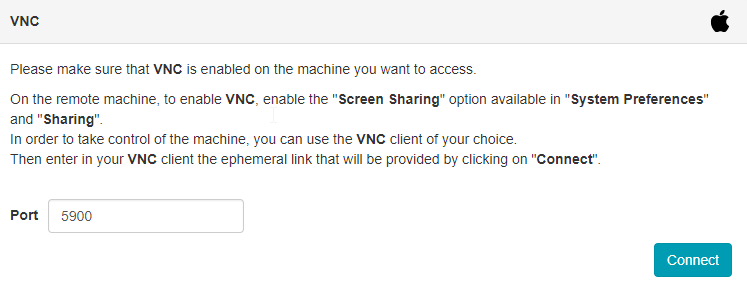 VNC
Please make sure that VNC is enabled on the machine you want to access.
On the remote machine, to enable VNC, enable the "Screen Sharing" option available in "System Preferences"
and "Sharing".
In order to take control of the machine, you can use the VNC client of your choice.
Then enter in your VNC client the ephemeral link that will be provided by clicking on "Connect".
Port 5900
Connect